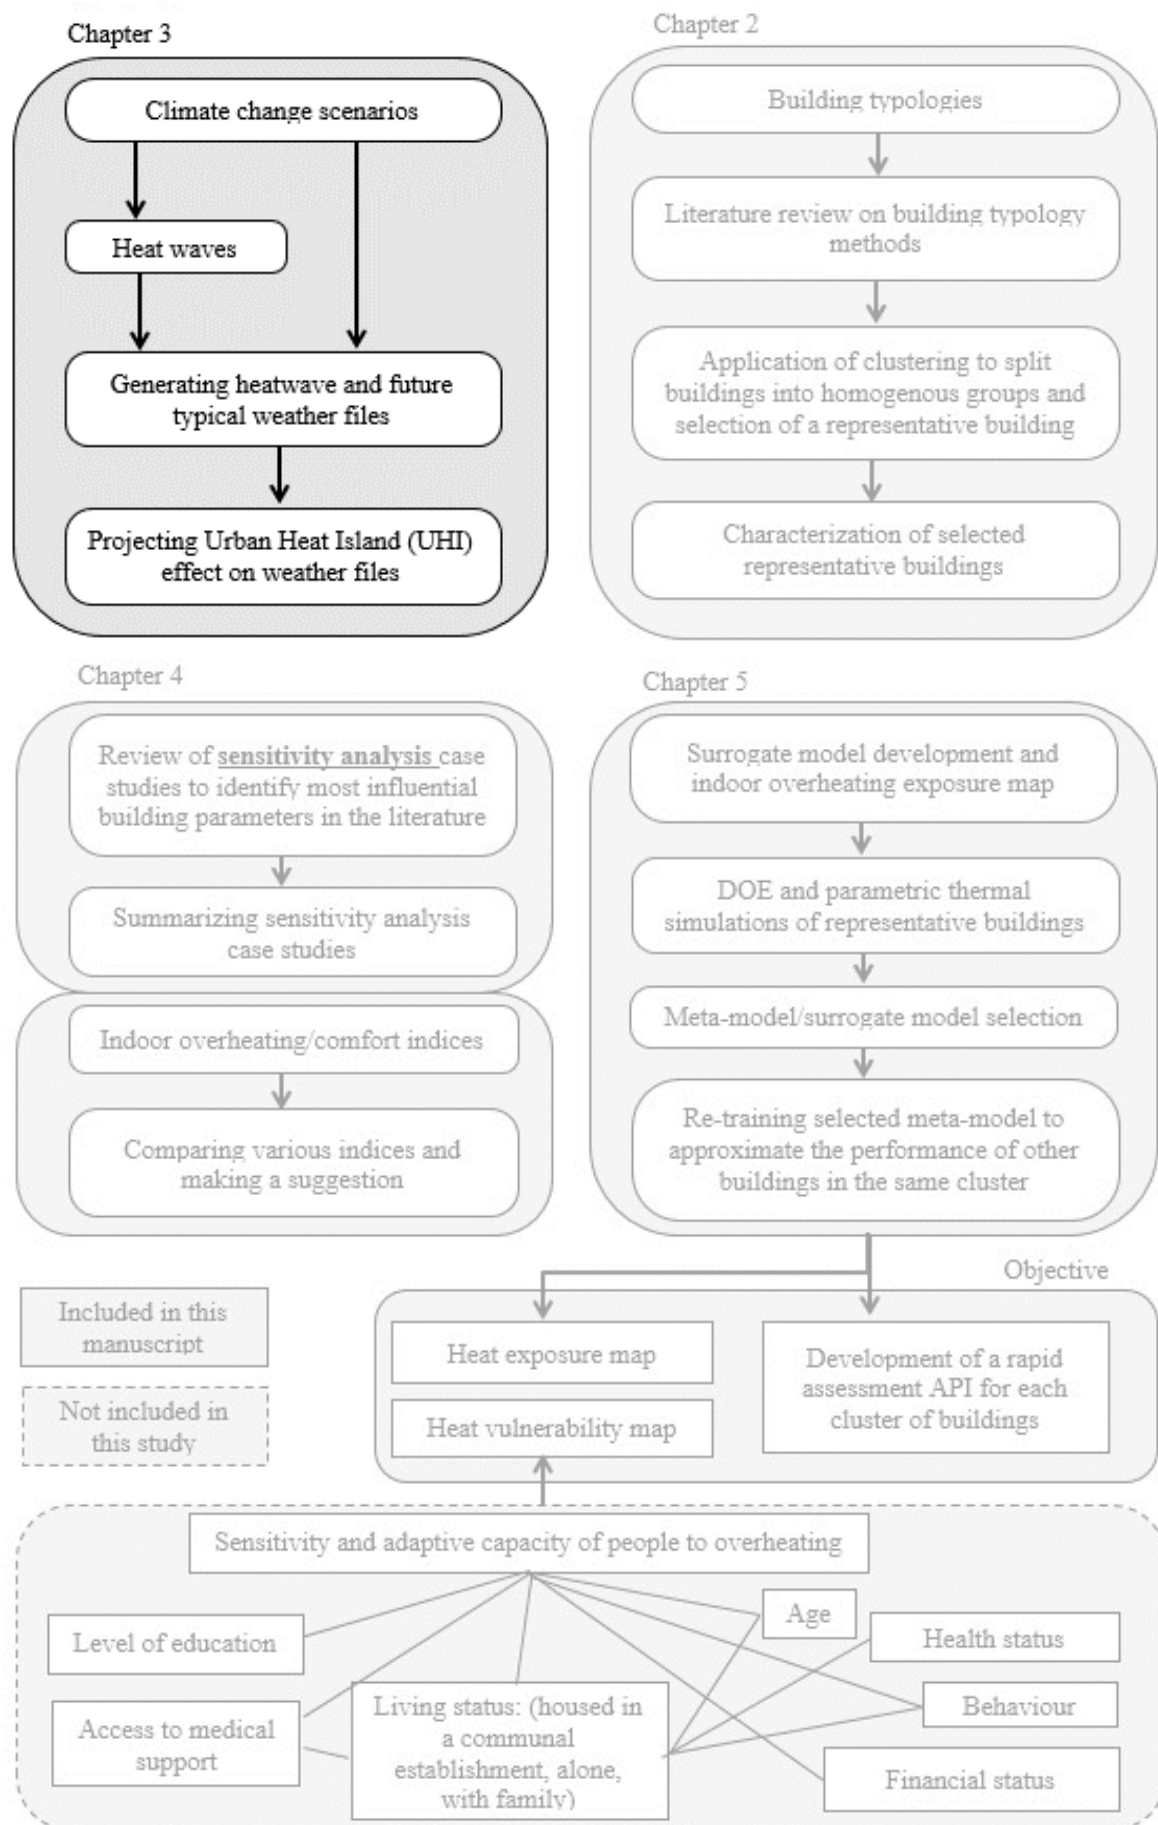 Chapter 3
Climate change scenarios
Heat waves
Generating heatwave and future
typical weather files
Projecting Urban Heat Island (UHI)
effect on weather files
Chapter 2
Building typologies
Literature review on building typology
methods
Application of clustering to split
buildings into homogenous groups and
selection of a representative building
Characterization of selected
representative buildings
Chapter 4
Review of sensitivity analysis case
studies to identify most influential
building parameters in the literature
Summarizing sensitivity analysis
case studies
Indoor overheating/comfort indices
Comparing various indices and
making a suggestion
Chapter 5
Surrogate model development and
indoor overheating exposure map
DOE and parametric thermal
simulations of representative buildings
Meta-model/surrogate model selection
Re-training selected meta-model to
approximate the performance of other
buildings in the same cluster
Objective
Included in this
manuscript
Not included in
this study
Heat exposure map
Heat vulnerability map
Development of a rapid
assessment API for each
cluster of buildings
Sensitivity and adaptive capacity of people to overheating
Level of education
Age
Health status
Access to medical
support
Living status: (housed in
a communal
establishment, alone,
with family)
Behaviour
Financial status